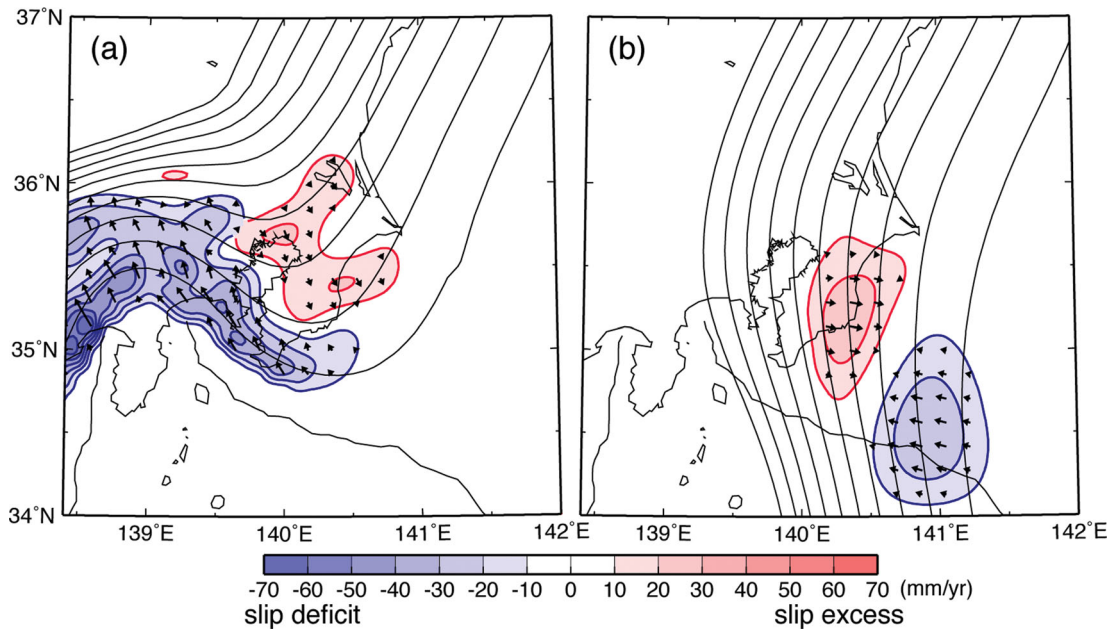 37˚N
(a)
(b)
36˚N
35˚N
34˚N
139˚E 140˚E 141˚E 142˚E 139˚E 140˚E 141˚E 142˚E
-70 -60 -50 -40 -30 -20 -10 0 10 20 30 40 50 60 70 (mm/yr)
slip deficit slip excess